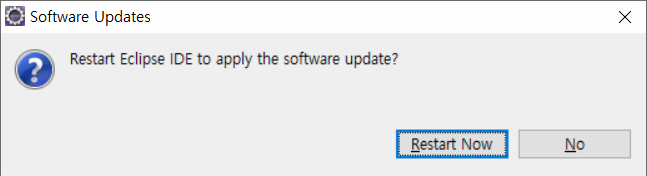 Software Updates
Restart Eclipse IDE to apply the software update?
Restart Now
No